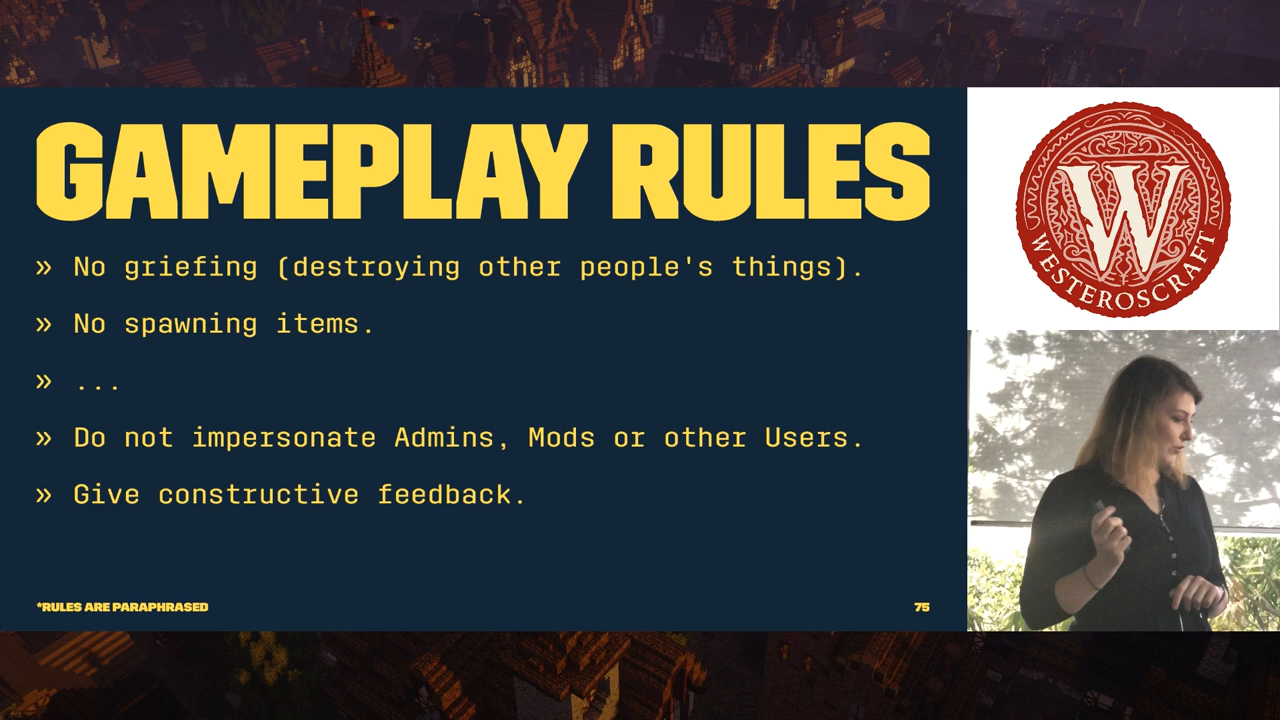 GAMEPLAY RULES
» No griefing (destroying other people's things).
» No spawning items.
» ...
» Do not impersonate Admins, Mods or other Users.
» Give constructive feedback.
*RULES ARE PARAPHRASED
75
W
WESTEROSCRAFT